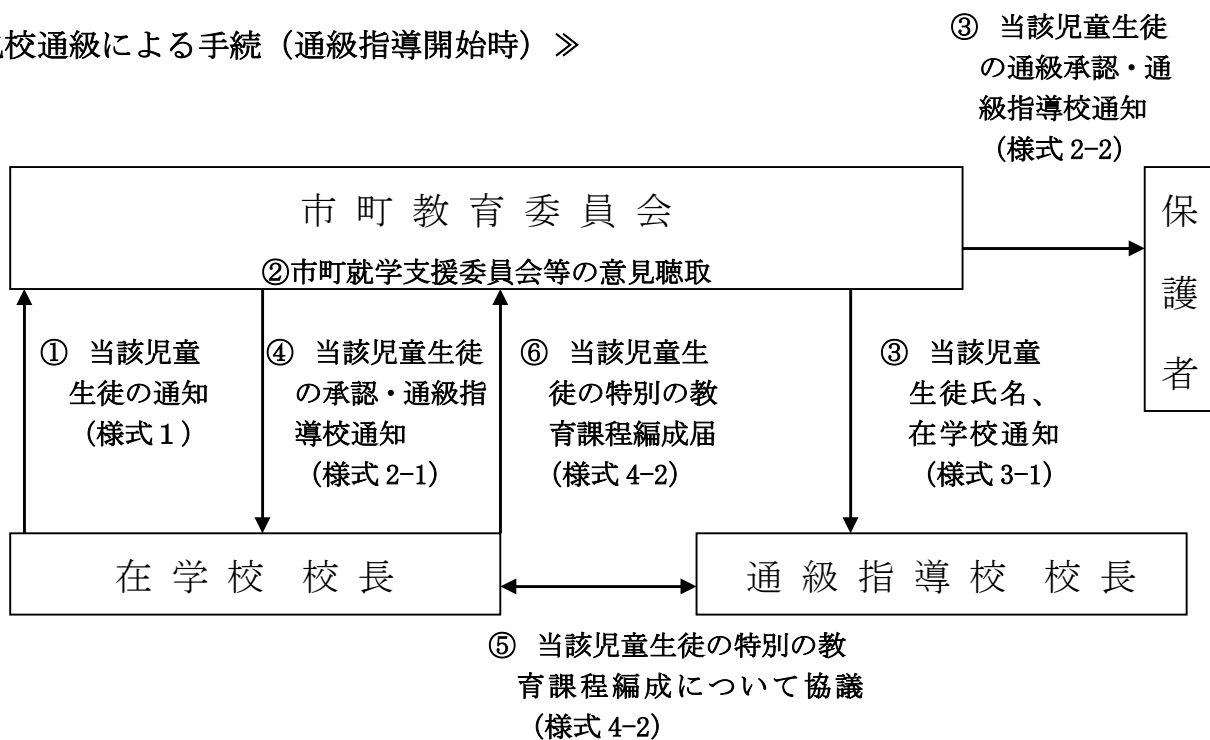 校通級による手続（通級指導開始時）≫
③ 当該児童生徒
の通級承認・通
級指導校通知
（様式 2-2）
市町教育委員会
②市町就学支援委員会等の意見聴取
保
護
者
① 当該児童
生徒の通知
（様式１）
④ 当該児童生徒
の承認・通級指
導校通知
（様式 2-1）
⑥ 当該児童生
徒の特別の教
育課程編成届
（様式 4-2）
③ 当該児童
生徒氏名、
在学校通知
（様式 3-1）
在学校 校長
通級指導校 校長
⑤ 当該児童生徒の特別の教
育課程編成について協議
（様式 4-2）